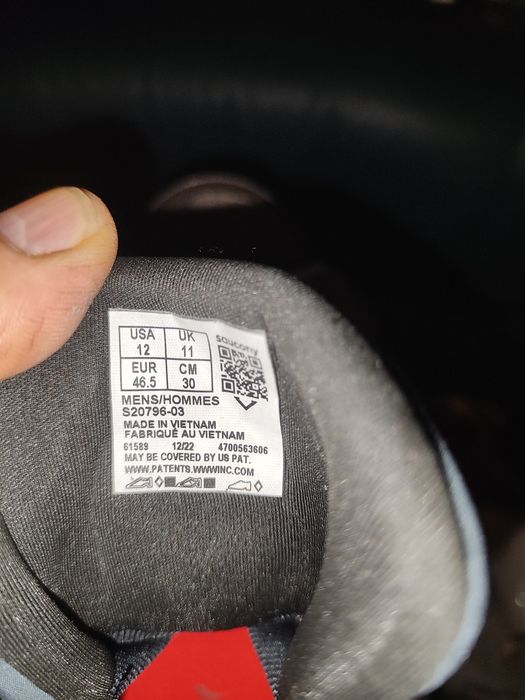 USA UK
12 11
EUR CM
46.5 30
saucony
MENS/HOMMES
S20796-03
MADE IN VIETNAM
FABRIQUÉ AU VIETNAM
61589 12/22 4700563606
MAY BE COVERED BY US PAT.
WWW.PATENTS.WWWINC.COM